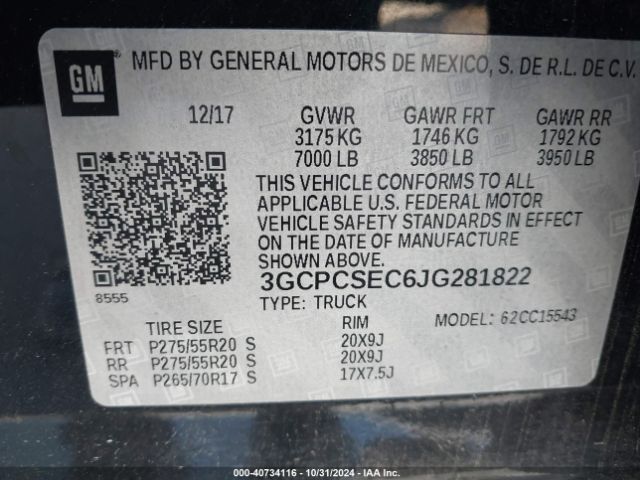 GM
MFD BY GENERAL MOTORS DE MEXICO, S. DE R.L. DE C.V.
12/17 GVWR GAWR FRT GAWR RR
3175 KG 1746 KG 1792 KG
7000 LB 3850 LB 3950 LB
THIS VEHICLE CONFORMS TO ALL
APPLICABLE U.S. FEDERAL MOTOR
VEHICLE SAFETY STANDARDS IN EFFECT
ON THE DATE OF MANUFACTURE
SHOWN ABOVE.
3GCPCSEC6JG281822
8555
TYPE: TRUCK
MODEL: 62CC15543
TIRE SIZE RIM
FRT P275/55R20 S 20X9J
RR P275/55R20 S 20X9J
SPA P265/70R17 S 17X7.5J
000-40734116 • 10/31/2024 • IAA Inc.